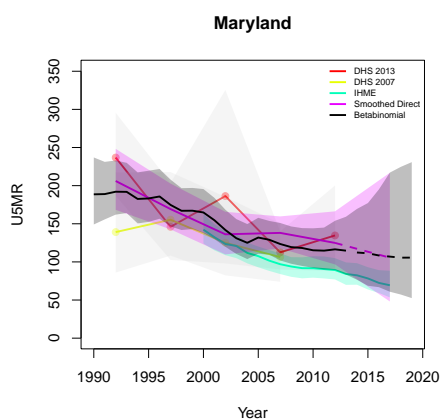 Maryland
U5MR
350
300
250
200
150
100
50
0
DHS 2013
DHS 2007
IHME
Smoothed Direct
Betabinomial
1990 1995 2000 2005 2010 2015 2020
Year